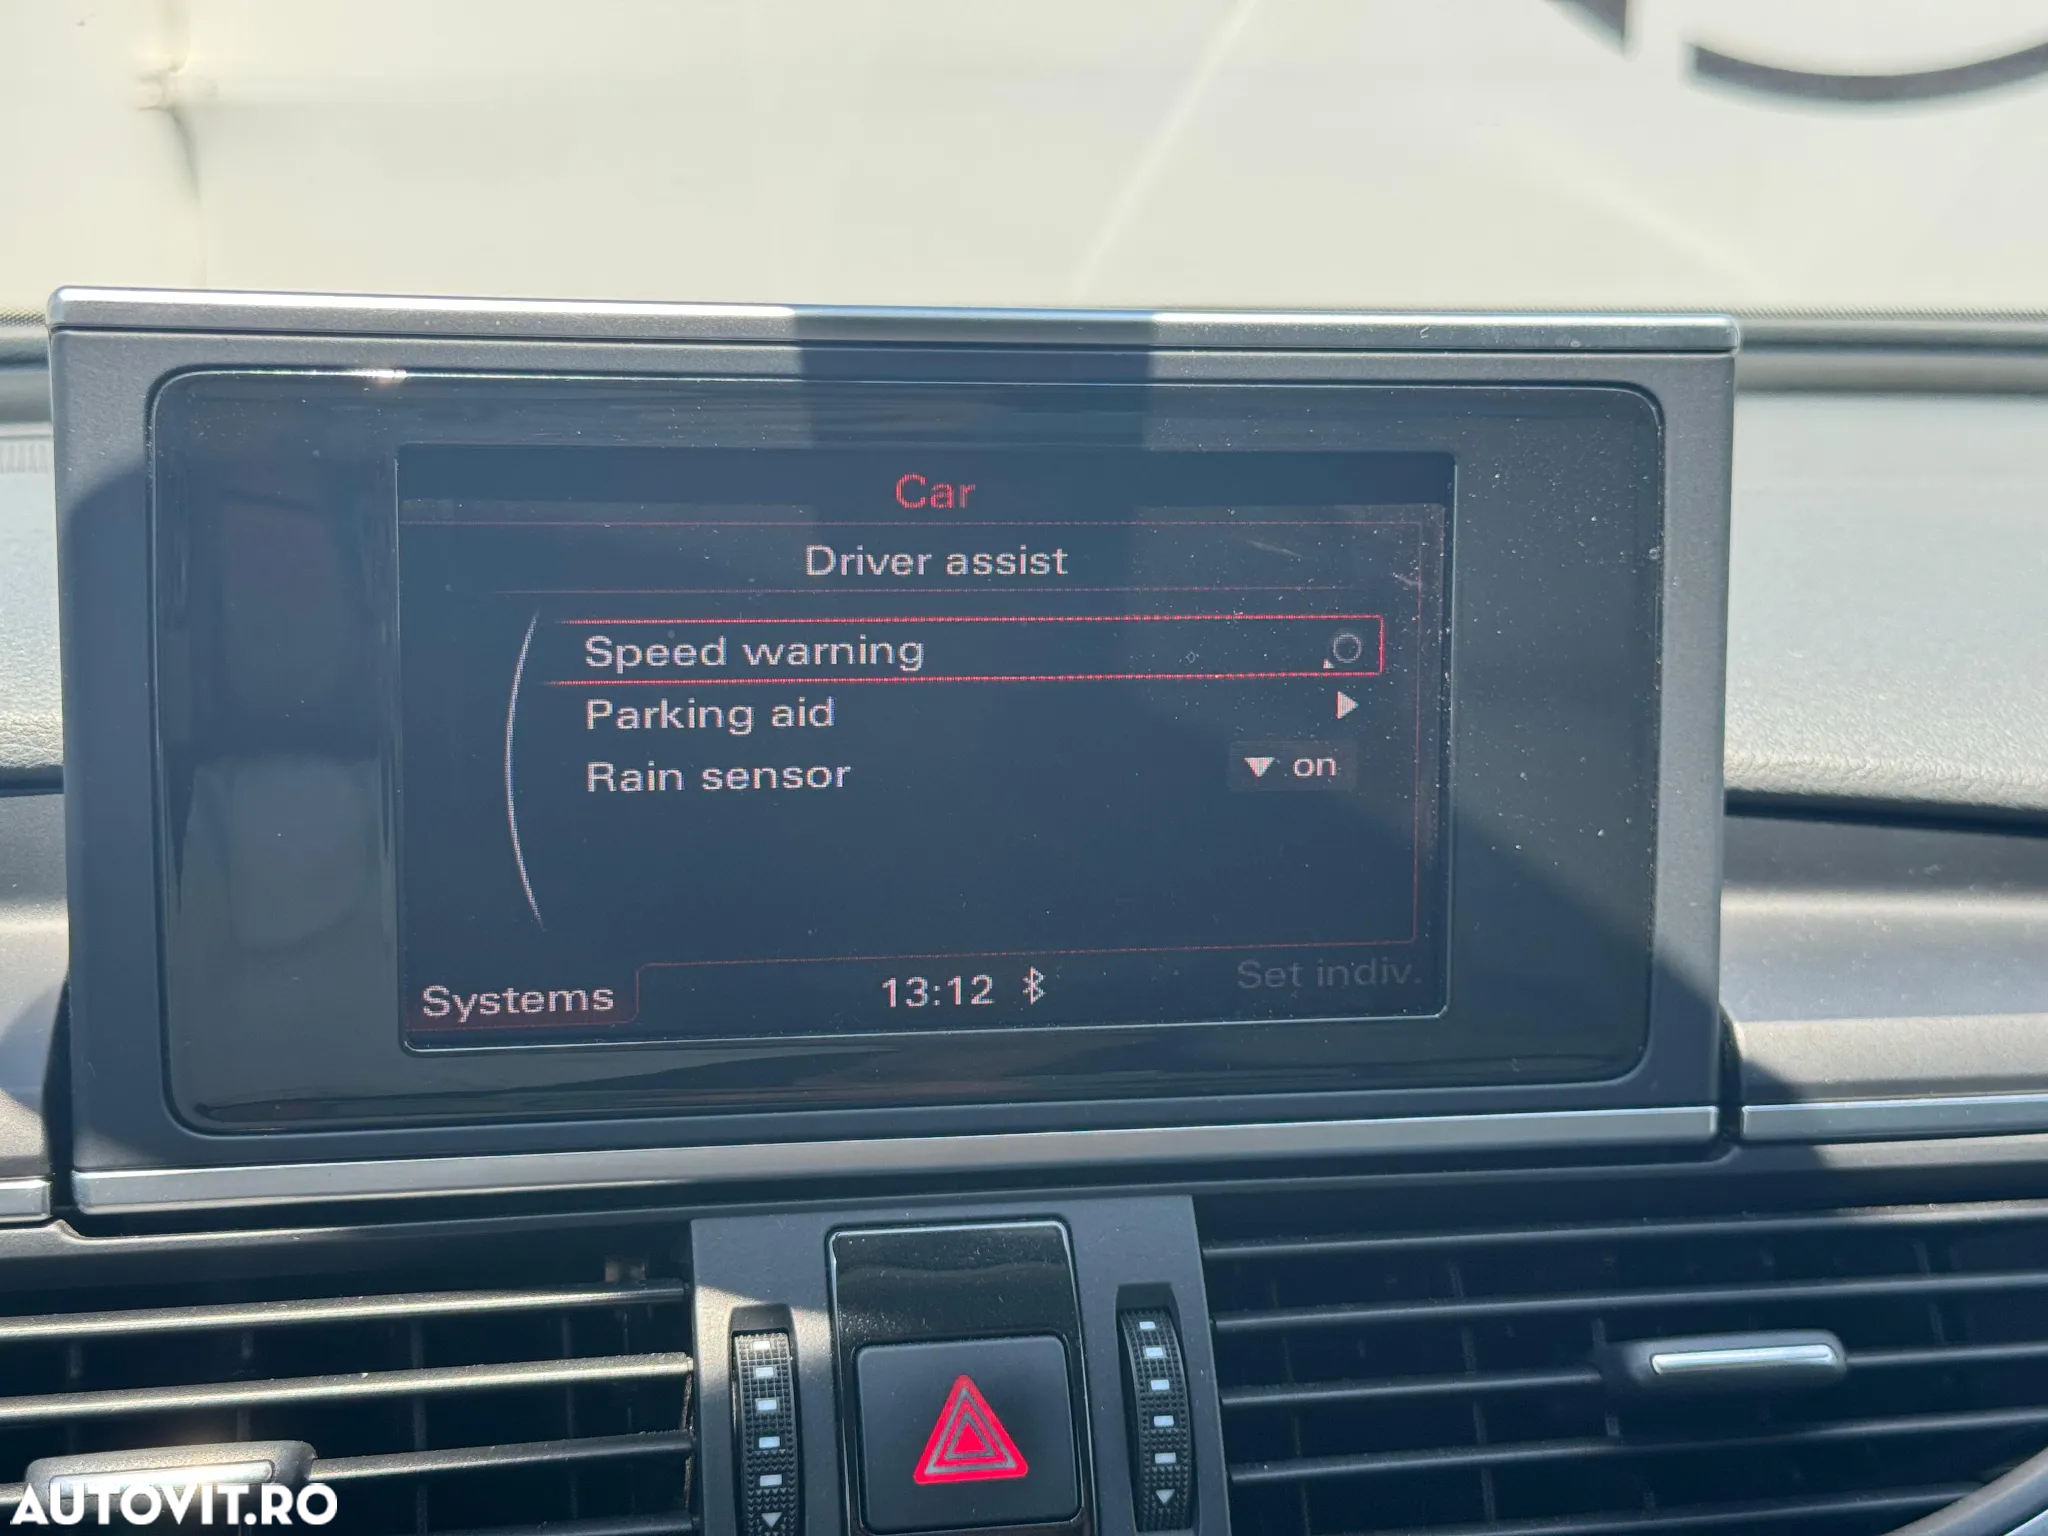 Car
Driver assist
Speed warning
Parking aid
Rain sensor on
Systems 13:12 Set indiv.
AUTOVIT.RO